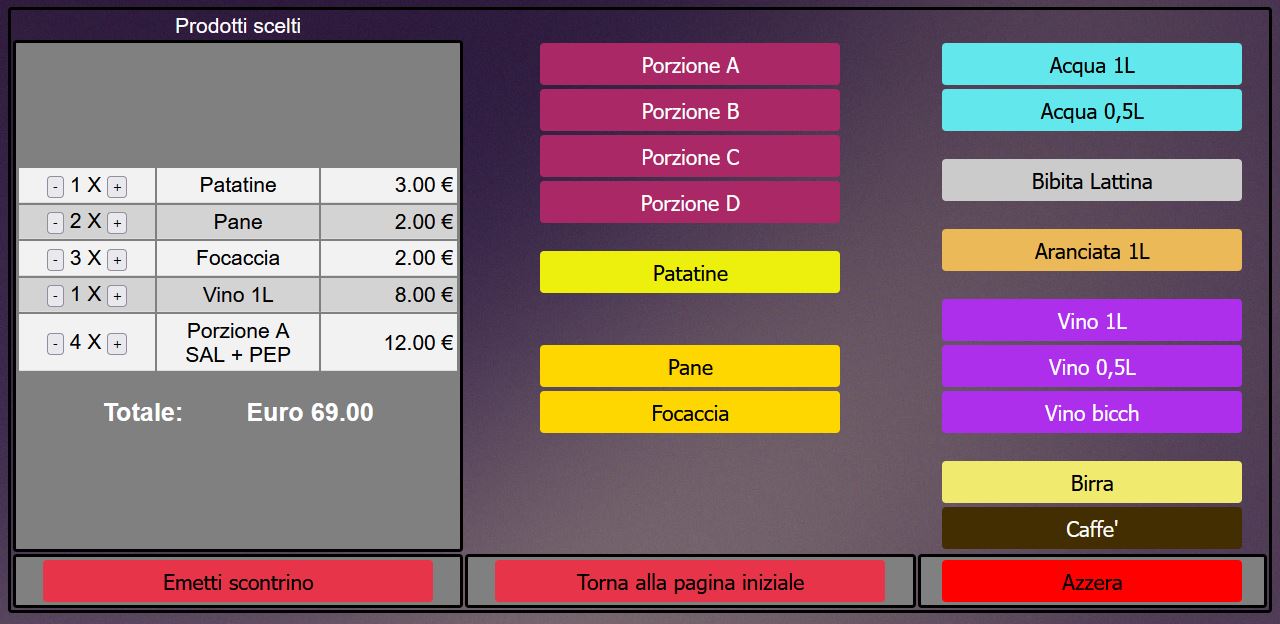 Prodotti scelti
- 1 X + Patatine 3.00 €
- 2 X + Pane 2.00 €
- 3 X + Focaccia 2.00 €
- 1 X + Vino 1L 8.00 €
- 4 X + Porzione A 12.00 €
SAL + PEP
Totale: Euro 69.00
Porzione A
Porzione B
Porzione C
Porzione D
Patatine
Pane
Focaccia
Acqua 1L
Acqua 0,5L
Bibita Lattina
Aranciata 1L
Vino 1L
Vino 0,5L
Vino bicch
Birra
Caffe'
Emetti scontrino
Torna alla pagina iniziale
Azzera